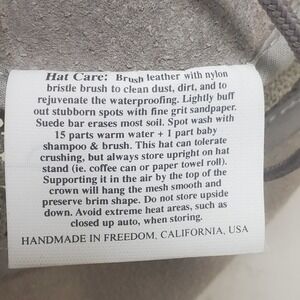 Hat Care: Brush leather with nylon
bristle brush to clean dust, dirt, and to
rejuvenate the waterproofing. Lightly buff
out stubborn spots with fine grit sandpaper.
Suede bar erases most soil. Spot wash with
15 parts warm water + 1 part baby
shampoo & brush. This hat can tolerate
crushing, but always store upright on hat
stand (ie. coffee can or paper towel roll).
Supporting it in the air by the top of the
crown will hang the mesh smooth and
preserve brim shape. Do not store upside
down. Avoid extreme heat areas, such as
closed up auto, when storing.
HANDMADE IN FREEDOM, CALIFORNIA, USA